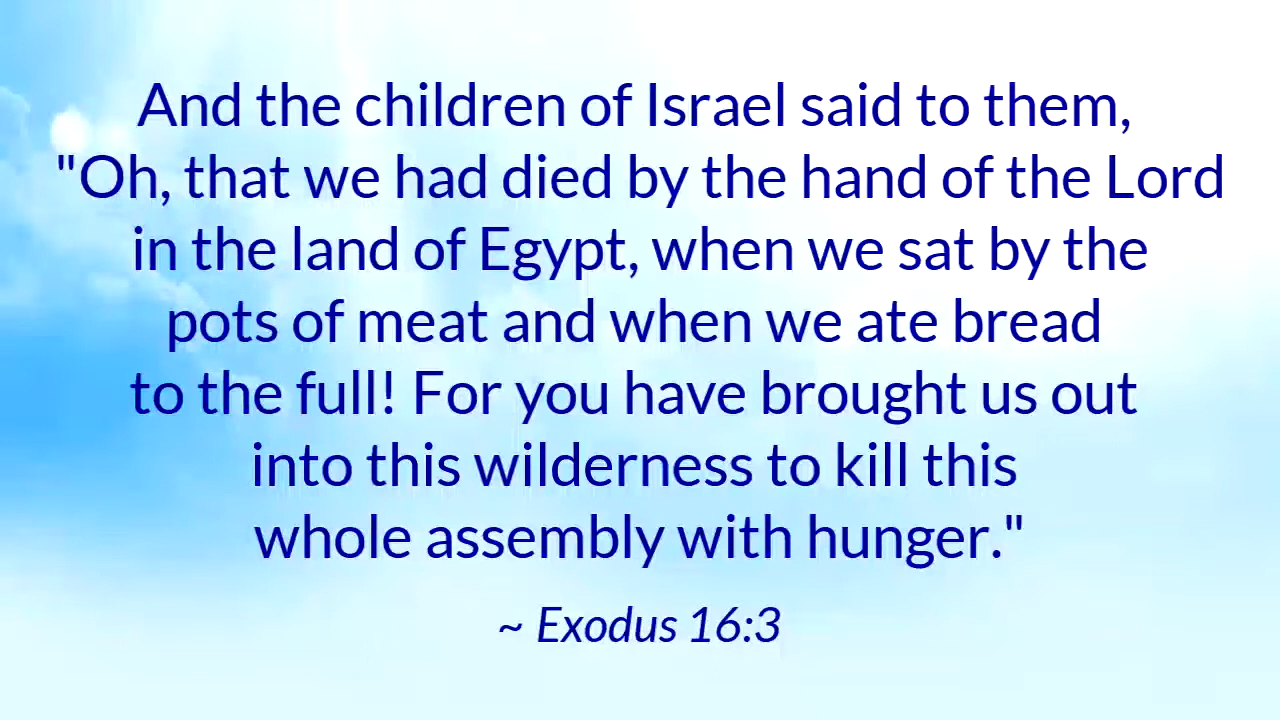 And the children of Israel said to them,
"Oh, that we had died by the hand of the Lord
in the land of Egypt, when we sat by the
pots of meat and when we ate bread
to the full! For you have brought us out
into this wilderness to kill this
whole assembly with hunger."
~ Exodus 16:3